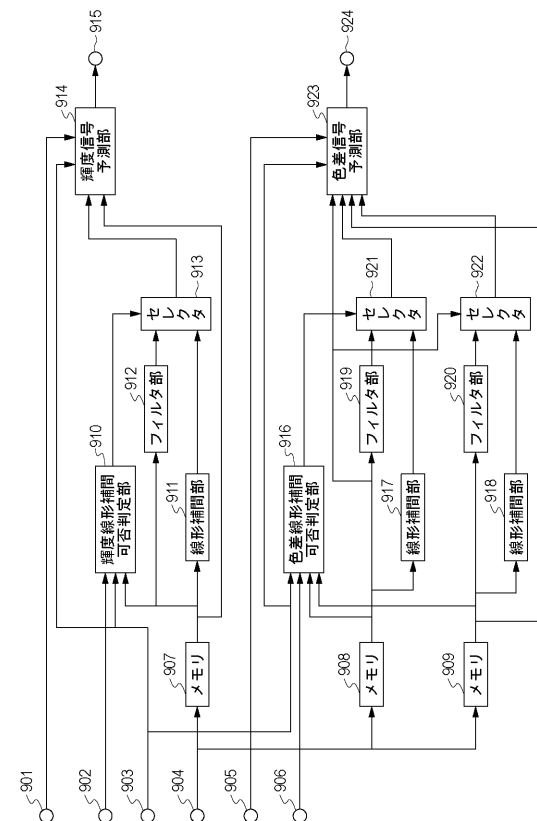 901
902
903
904
905
906
907
メモリ
908
メモリ
909
メモリ
910
輝度線形補間
可否判定部
911
線形補間部
912
フィルタ部
913
セレクタ
914
輝度信号
予測部
915
916
色差線形補間
可否判定部
917
線形補間部
918
線形補間部
919
フィルタ部
920
フィルタ部
921
セレクタ
922
セレクタ
923
色差信号
予測部
924